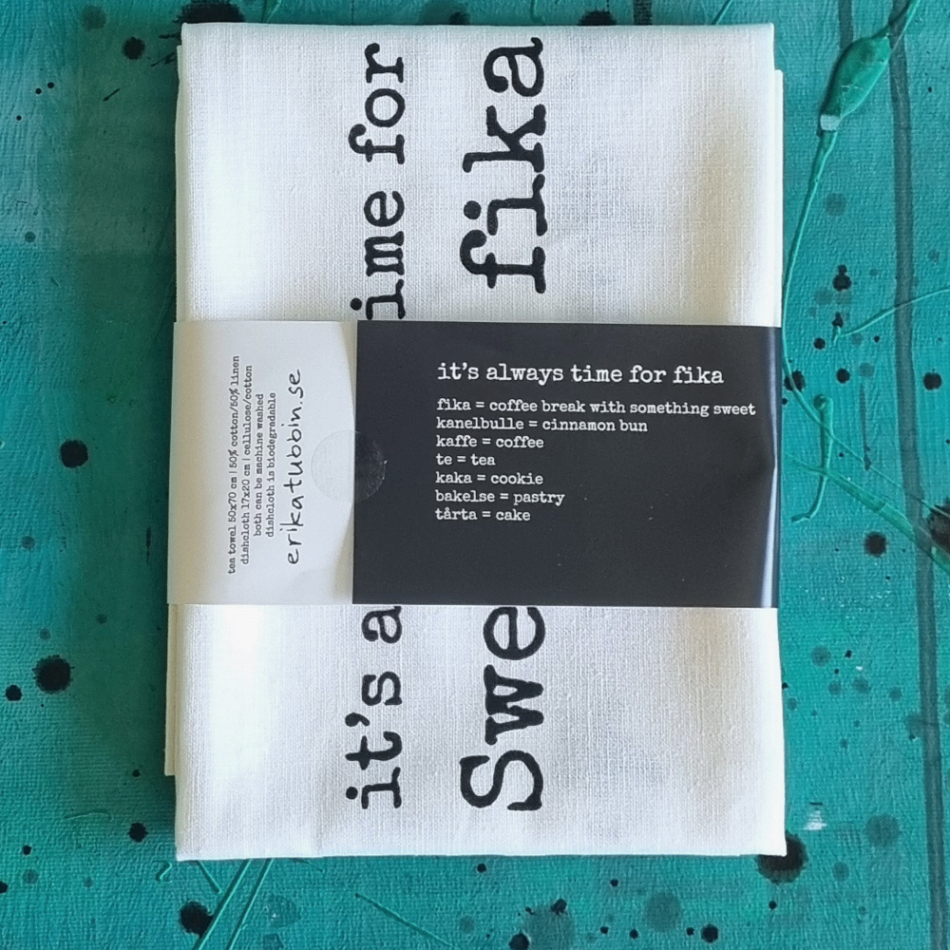 it's a
ime for
Swe
fika
tea towel 50x70 cm | 50% cotton/50% linen
dishcloth 17x20 cm | cellulose/cotton
both can be machine washed
dishcloth is biodegradable
erikatubbin.se
it's always time for fika
fika = coffee break with something sweet
kanelbulle = cinnamon bun
kaffe = coffee
te = tea
kaka = cookie
bakelse = pastry
tårta = cake